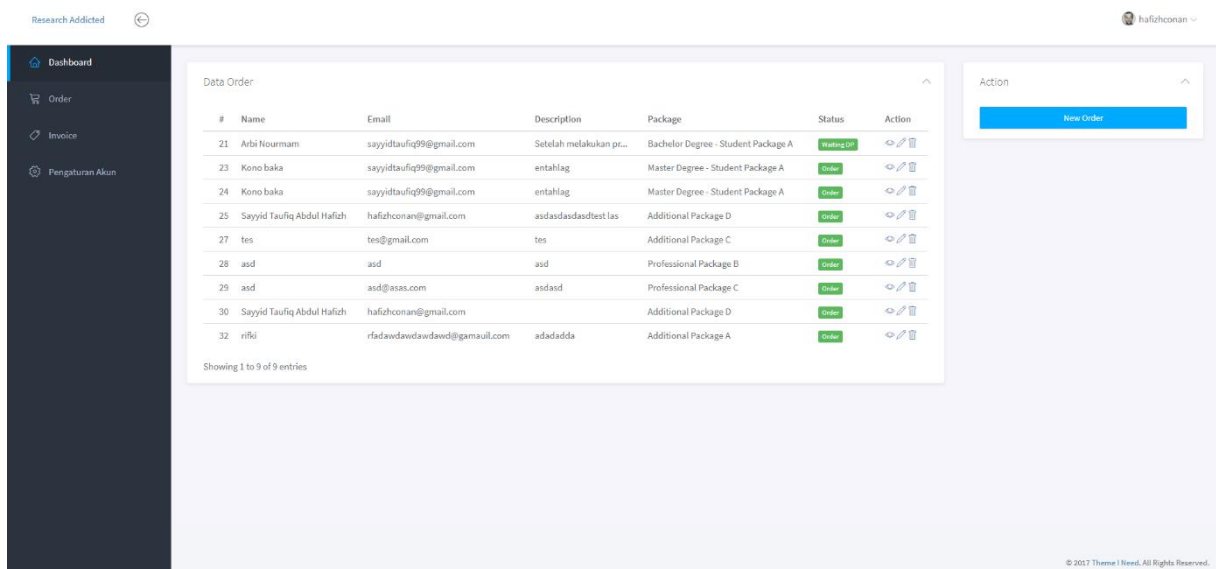 Research Addicted
hafizhconan
Dashboard
Order
Invoice
Pengaturan Akun
Data Order
# Name Email Description Package Status Action
21 Arbi Nourmam sayyidtaufiq99@gmail.com Setelah melakukan pr... Bachelor Degree - Student Package A Waiting DP
23 Kono baka sayyidtaufiq99@gmail.com entahlag Master Degree - Student Package A Order
24 Kono baka sayyidtaufiq99@gmail.com entahlag Master Degree - Student Package A Order
25 Sayyid Taufiq Abdul Hafizh hafizhconan@gmail.com asdasdasdasdtest las Additional Package D Order
27 tes tes@gmail.com tes Additional Package C Order
28 asd asd asd Professional Package B Order
29 asd asd@asas.com asdasd Professional Package C Order
30 Sayyid Taufiq Abdul Hafizh hafizhconan@gmail.com Additional Package D Order
32 rifki rfadawdawdawdawd@gamauil.com adadadda Additional Package A Order
Showing 1 to 9 of 9 entries
Action
New Order
© 2017 Theme I Need. All Rights Reserved.